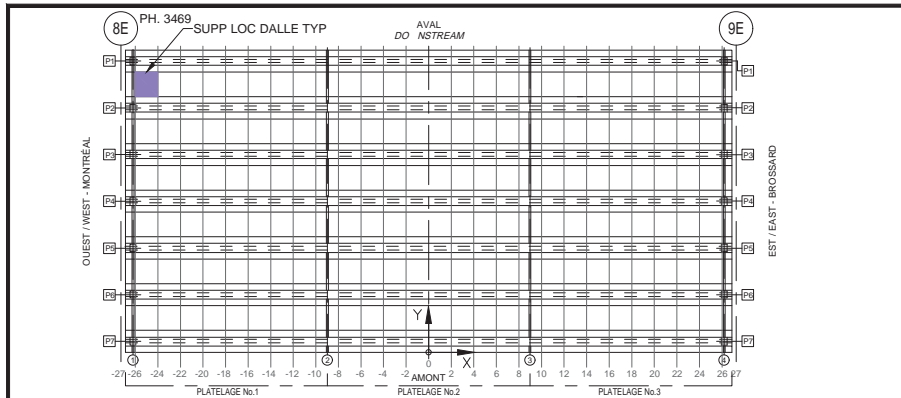 8E
PH. 3469
SUPP LOC DALLE TYP
AVAL
DO NSTREAM
9E
P1
P1
P2
P2
P3
P3
P4
P4
P5
P5
P6
P6
P7
P7
OUEST / WEST - MONTRÉAL
EST / EAST - BROSSARD
Y
X
1
2
3
4
-27 -26 -24 -22 -20 -18 -16 -14 -12 -10 -8 -6 -4 -2 0 2 4 6 8 10 12 14 16 18 20 22 24 26 27
AMONT
PLATELAGE No.1
PLATELAGE No.2
PLATELAGE No.3